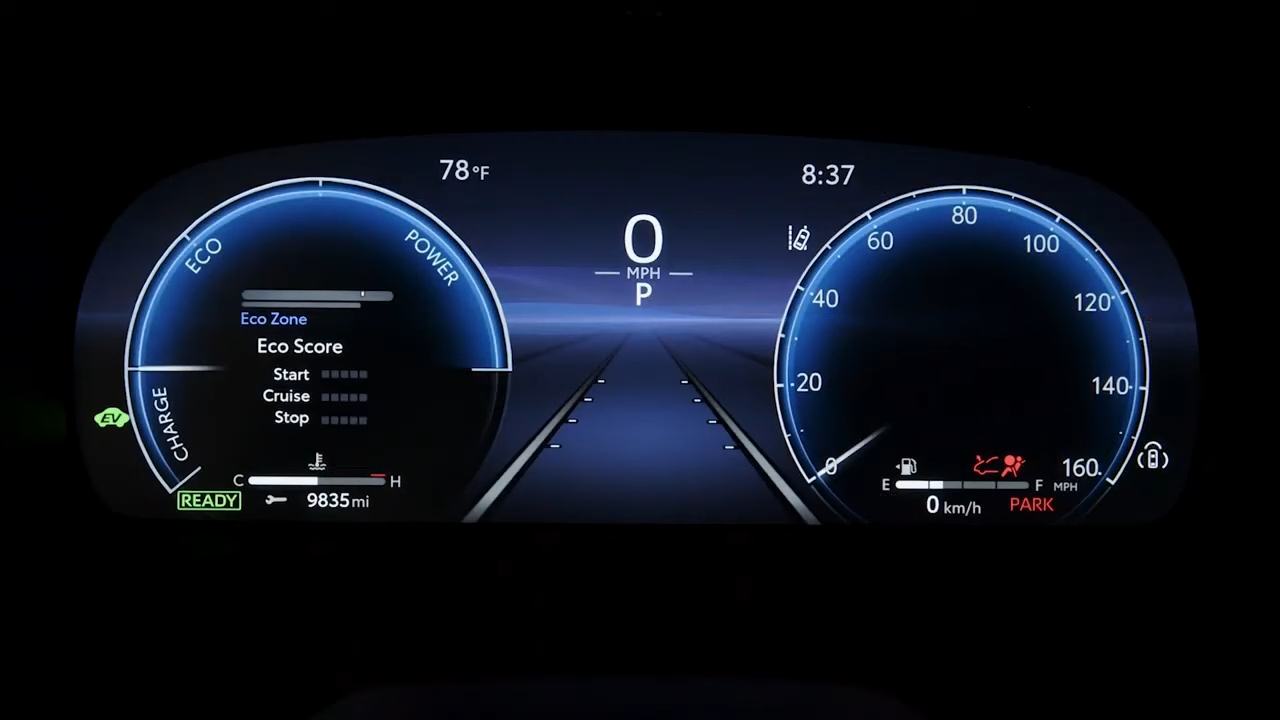 78°F
8:37
0
MPH
P
ECO
POWER
CHARGE
Eco Zone
Eco Score
Start
Cruise
Stop
EV
C
H
READY
9835 mi
0
20
40
60
80
100
120
140
160
MPH
E
F
0 km/h
PARK